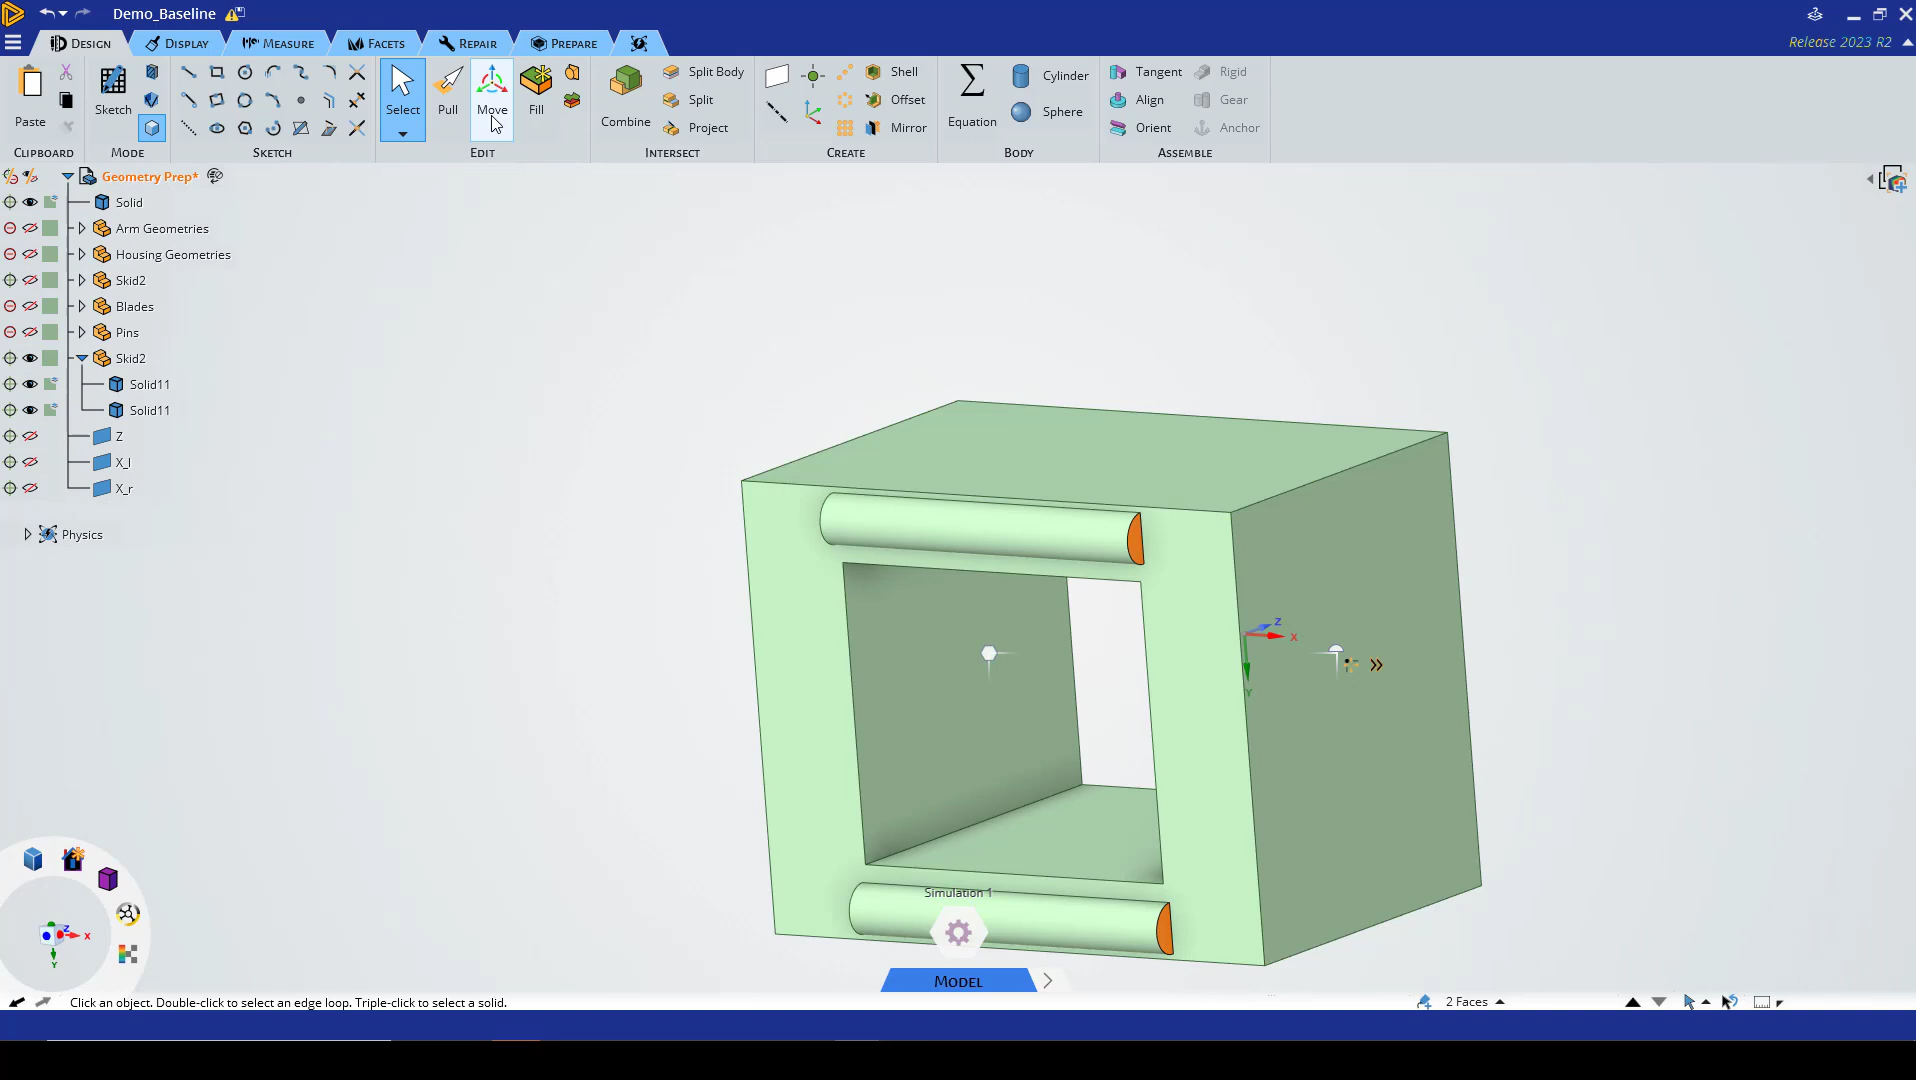 Demo_Baseline
Design
Display
Measure
Facets
Repair
Prepare
Release 2023 R2
Paste
Sketch
Select
Pull
Move
Fill
Combine
Split Body
Split
Project
Shell
Offset
Mirror
Equation
Cylinder
Sphere
Tangent
Align
Orient
Rigid
Gear
Anchor
Clipboard
Mode
Sketch
Edit
Intersect
Create
Body
Assemble
Geometry Prep*
Solid
Arm Geometries
Housing Geometries
Skid2
Blades
Pins
Skid2
Solid11
Solid11
Z
X_l
X_r
Physics
Z
X
Y
Simulation 1
Z
X
Y
Model
Click an object. Double-click to select an edge loop. Triple-click to select a solid.
2 Faces